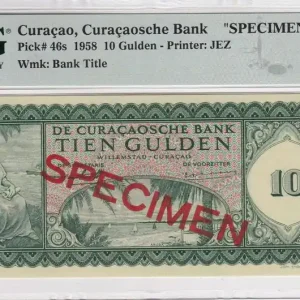 G
Curaçao, Curaçaosche Bank "SPECIMEN
Pick# 46s 1958 10 Gulden - Printer: JEZ
Y
Wmk: Bank Title
DE CURAÇAOSCHE BANK
TIEN GULDEN
WILLEMSTAD - CURAÇAO
DE VOORZITTER
10
SPECIMEN